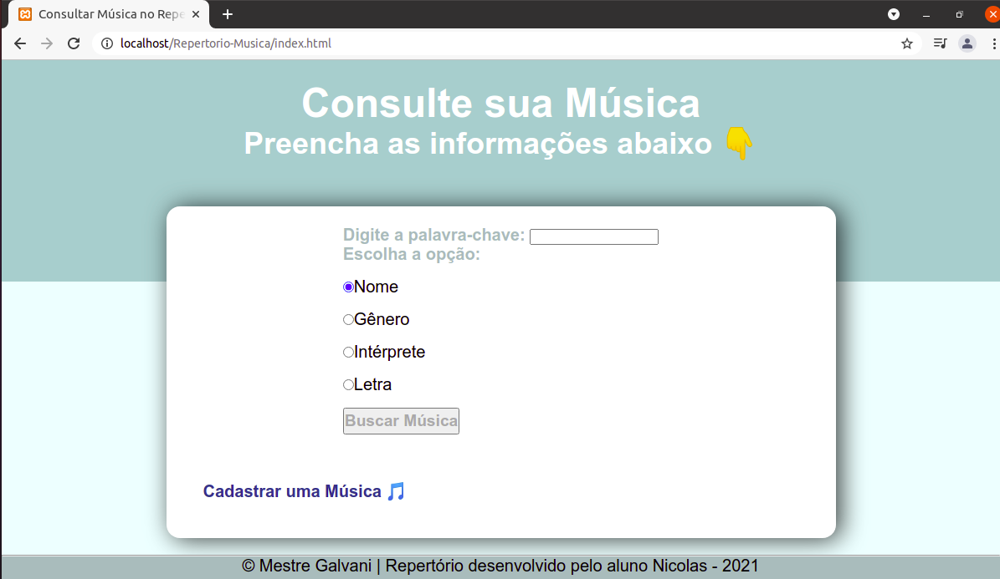 Consultar Música no Repe
localhost/Repertorio-Musica/index.html
Consulte sua Música
Preencha as informações abaixo 👇
Digite a palavra-chave:
Escolha a opção:
Nome
Gênero
Intérprete
Letra
Buscar Música
Cadastrar uma Música 🎵
© Mestre Galvani | Repertório desenvolvido pelo aluno Nicolas - 2021